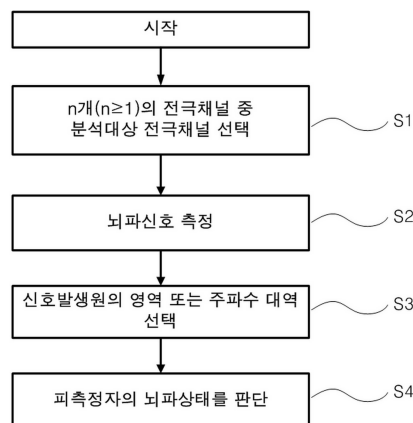 시작
n개(n≥1)의 전극채널 중
분석대상 전극채널 선택
S1
뇌파신호 측정
S2
신호발생원의 영역 또는 주파수 대역
선택
S3
피측정자의 뇌파상태를 판단
S4